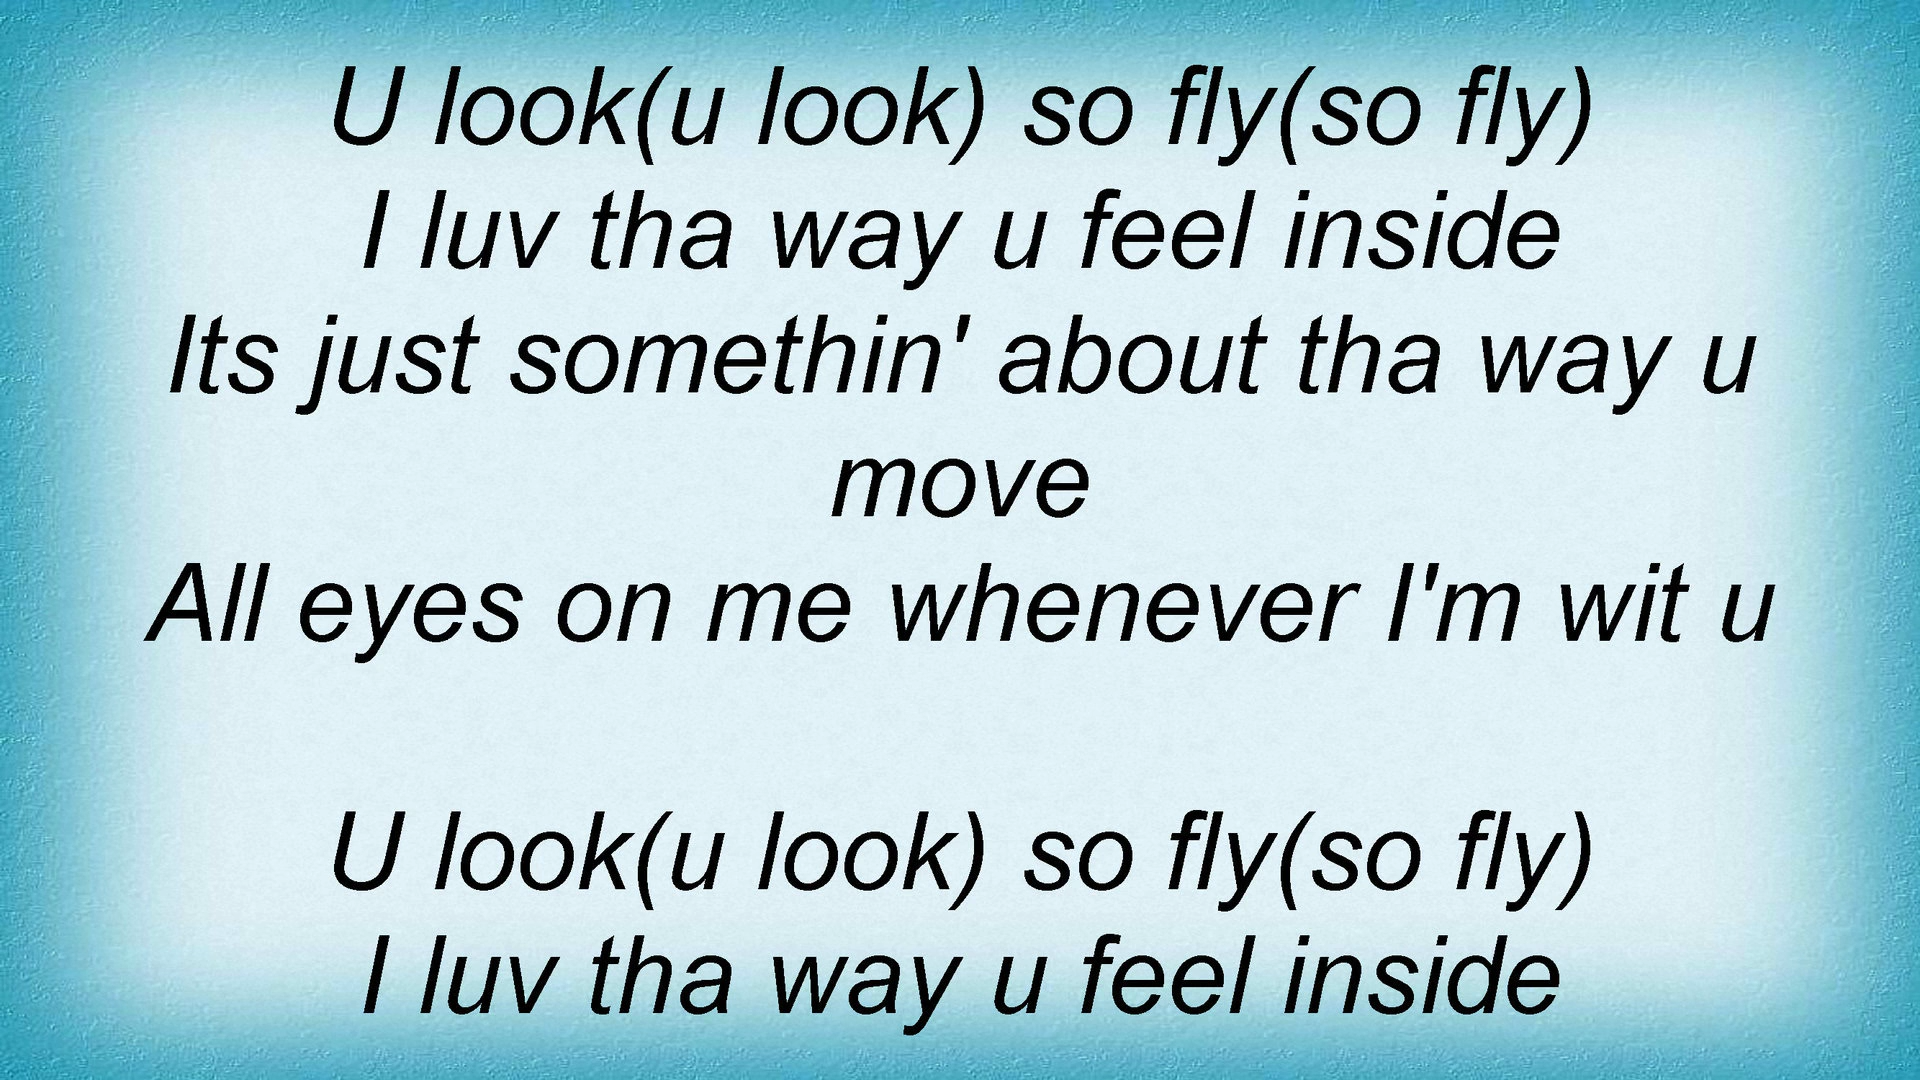 U look(u look) so fly(so fly)
I luv tha way u feel inside
Its just somethin' about tha way u
move
All eyes on me whenever I'm wit u
U look(u look) so fly(so fly)
I luv tha way u feel inside